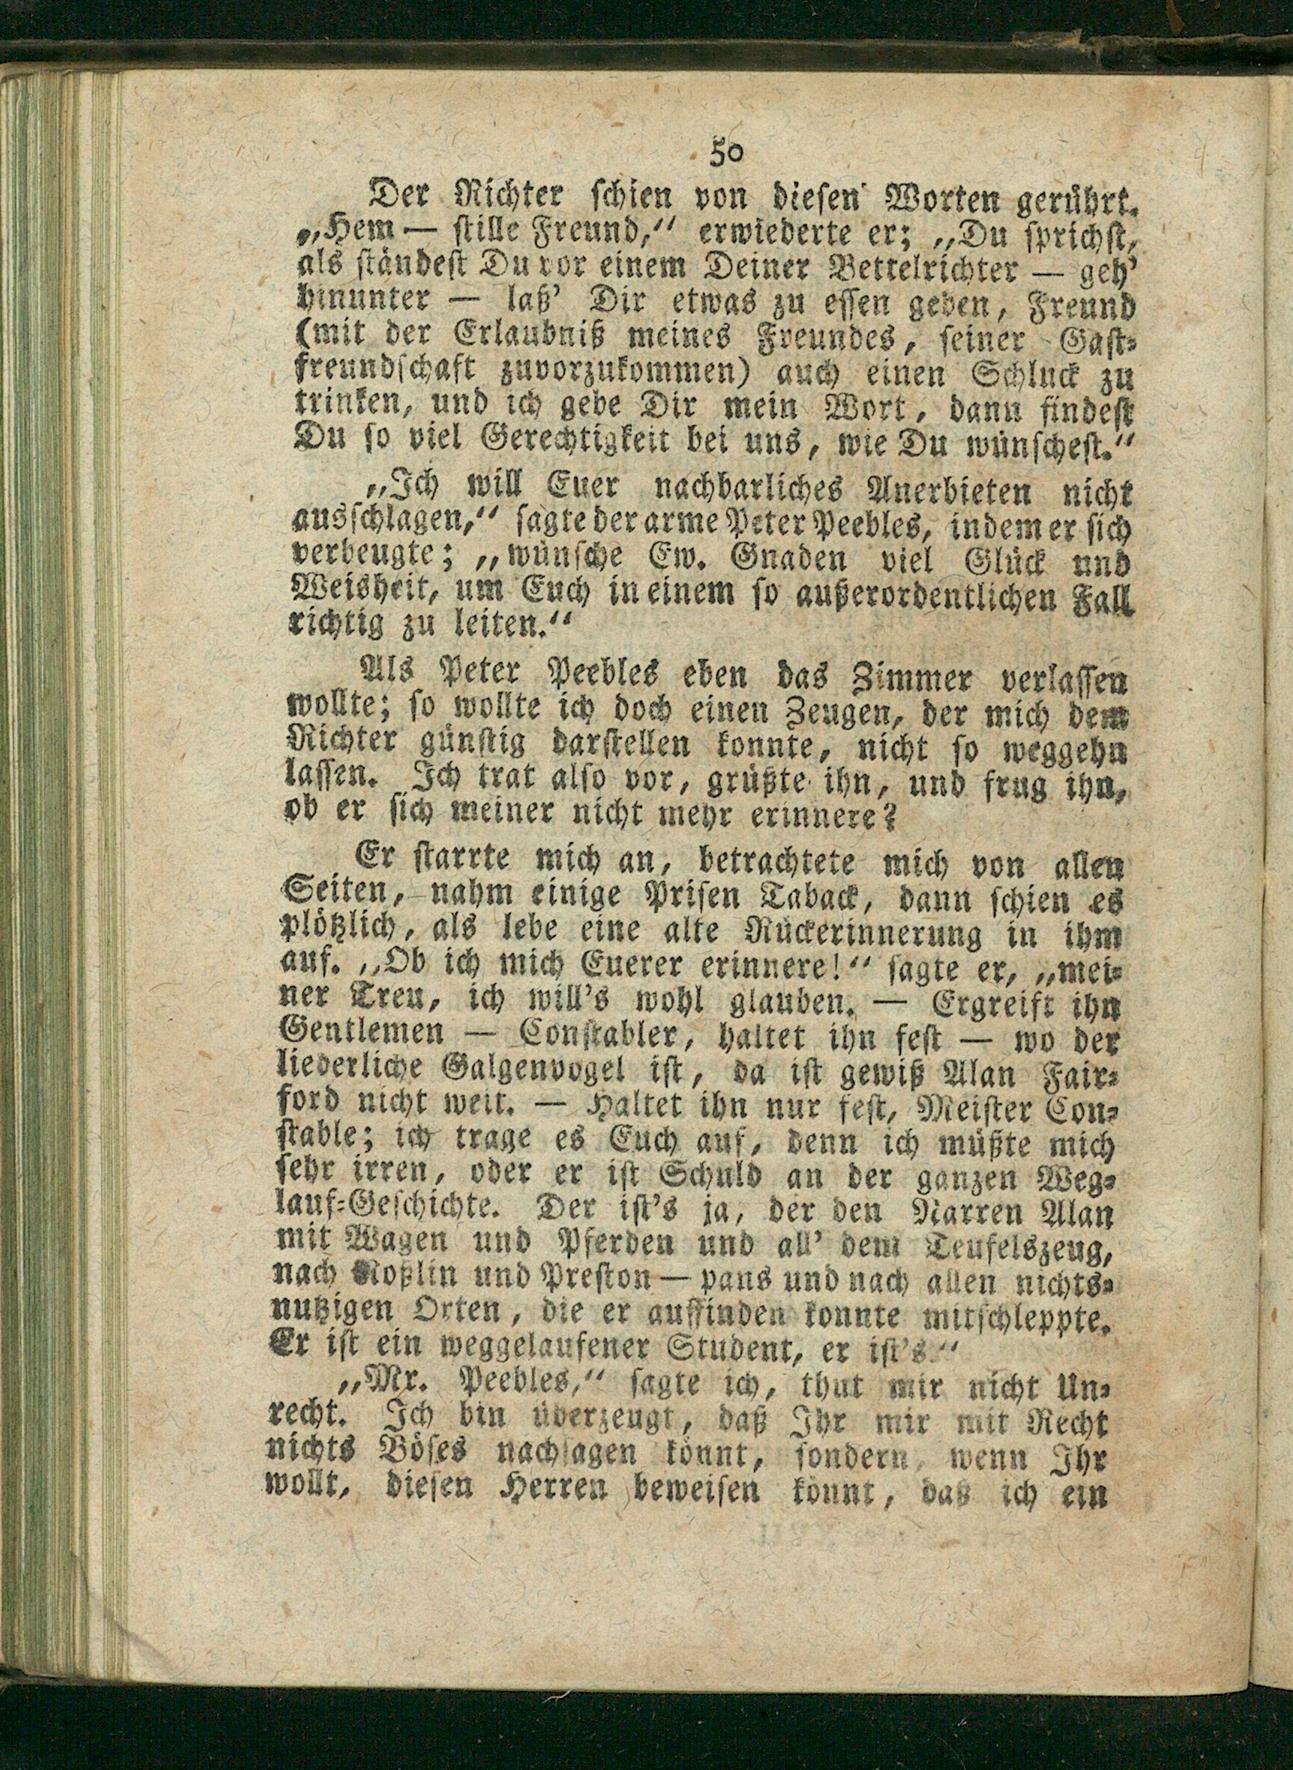 50
Der Richter schien von diesen Worten gerührt.
„Hem — stille Freund,“ erwiederte er; „Du sprichst,
als ständest Du vor einem Deiner Bettelrichter — geh’
hinunter — laß’ Dir etwas zu essen geben, Freund
(mit der Erlaubniß meines Freundes, seiner Gast-
freundschaft zuvorzukommen) auch einen Schluck zu
trinken, und ich gebe Dir mein Wort, dann findest
Du so viel Gerechtigkeit bei uns, wie Du wünschest.“
„Ich will Euer nachbarliches Anerbieten nicht
ausschlagen,“ sagte der arme Peter Peebles, indem er sich
verbeugte; „wünsche Ew. Gnaden viel Glück und
Weisheit, um Euch in einem so außerordentlichen Fall
richtig zu leiten.“
Als Peter Peebles eben das Zimmer verlassen
wollte; so wollte ich doch einen Zeugen, der mich dem
Richter günstig darstellen konnte, nicht so weggehn
lassen. Ich trat also vor, grüßte ihn, und frug ihn,
ob er sich meiner nicht mehr erinnere?
Er starrte mich an, betrachtete mich von allen
Seiten, nahm einige Prisen Taback, dann schien es
plötzlich, als lebe eine alte Rückerinnerung in ihm
auf. „Ob ich mich Euerer erinnere!“ sagte er, „mei-
ner Treu, ich will’s wohl glauben. — Ergreift ihn
Gentlemen — Constabler, haltet ihn fest — wo der
liederliche Galgenvogel ist, da ist gewiß Alan Fair-
ford nicht weit. — Haltet ihn nur fest, Meister Con-
stable; ich trage es Euch auf, denn ich müßte mich
sehr irren, oder er ist Schuld an der ganzen Weg-
lauf-Geschichte. Der ist’s ja, der den Narren Alan
mit Wagen und Pferden und all’ dem Teufelszeug,
nach Roßlin und Preston — pans und nach allen nichts-
nutzigen Orten, die er auffinden konnte mitschleppte.
Er ist ein weggelaufener Student, er ist’s.“
„Mr. Peebles,“ sagte ich, thut mir nicht Un-
recht. Ich bin überzeugt, daß Ihr mir mit Recht
nichts Böses nachsagen könnt, sondern, wenn Ihr
wollt, diesen Herren beweisen könnt, daß ich ein